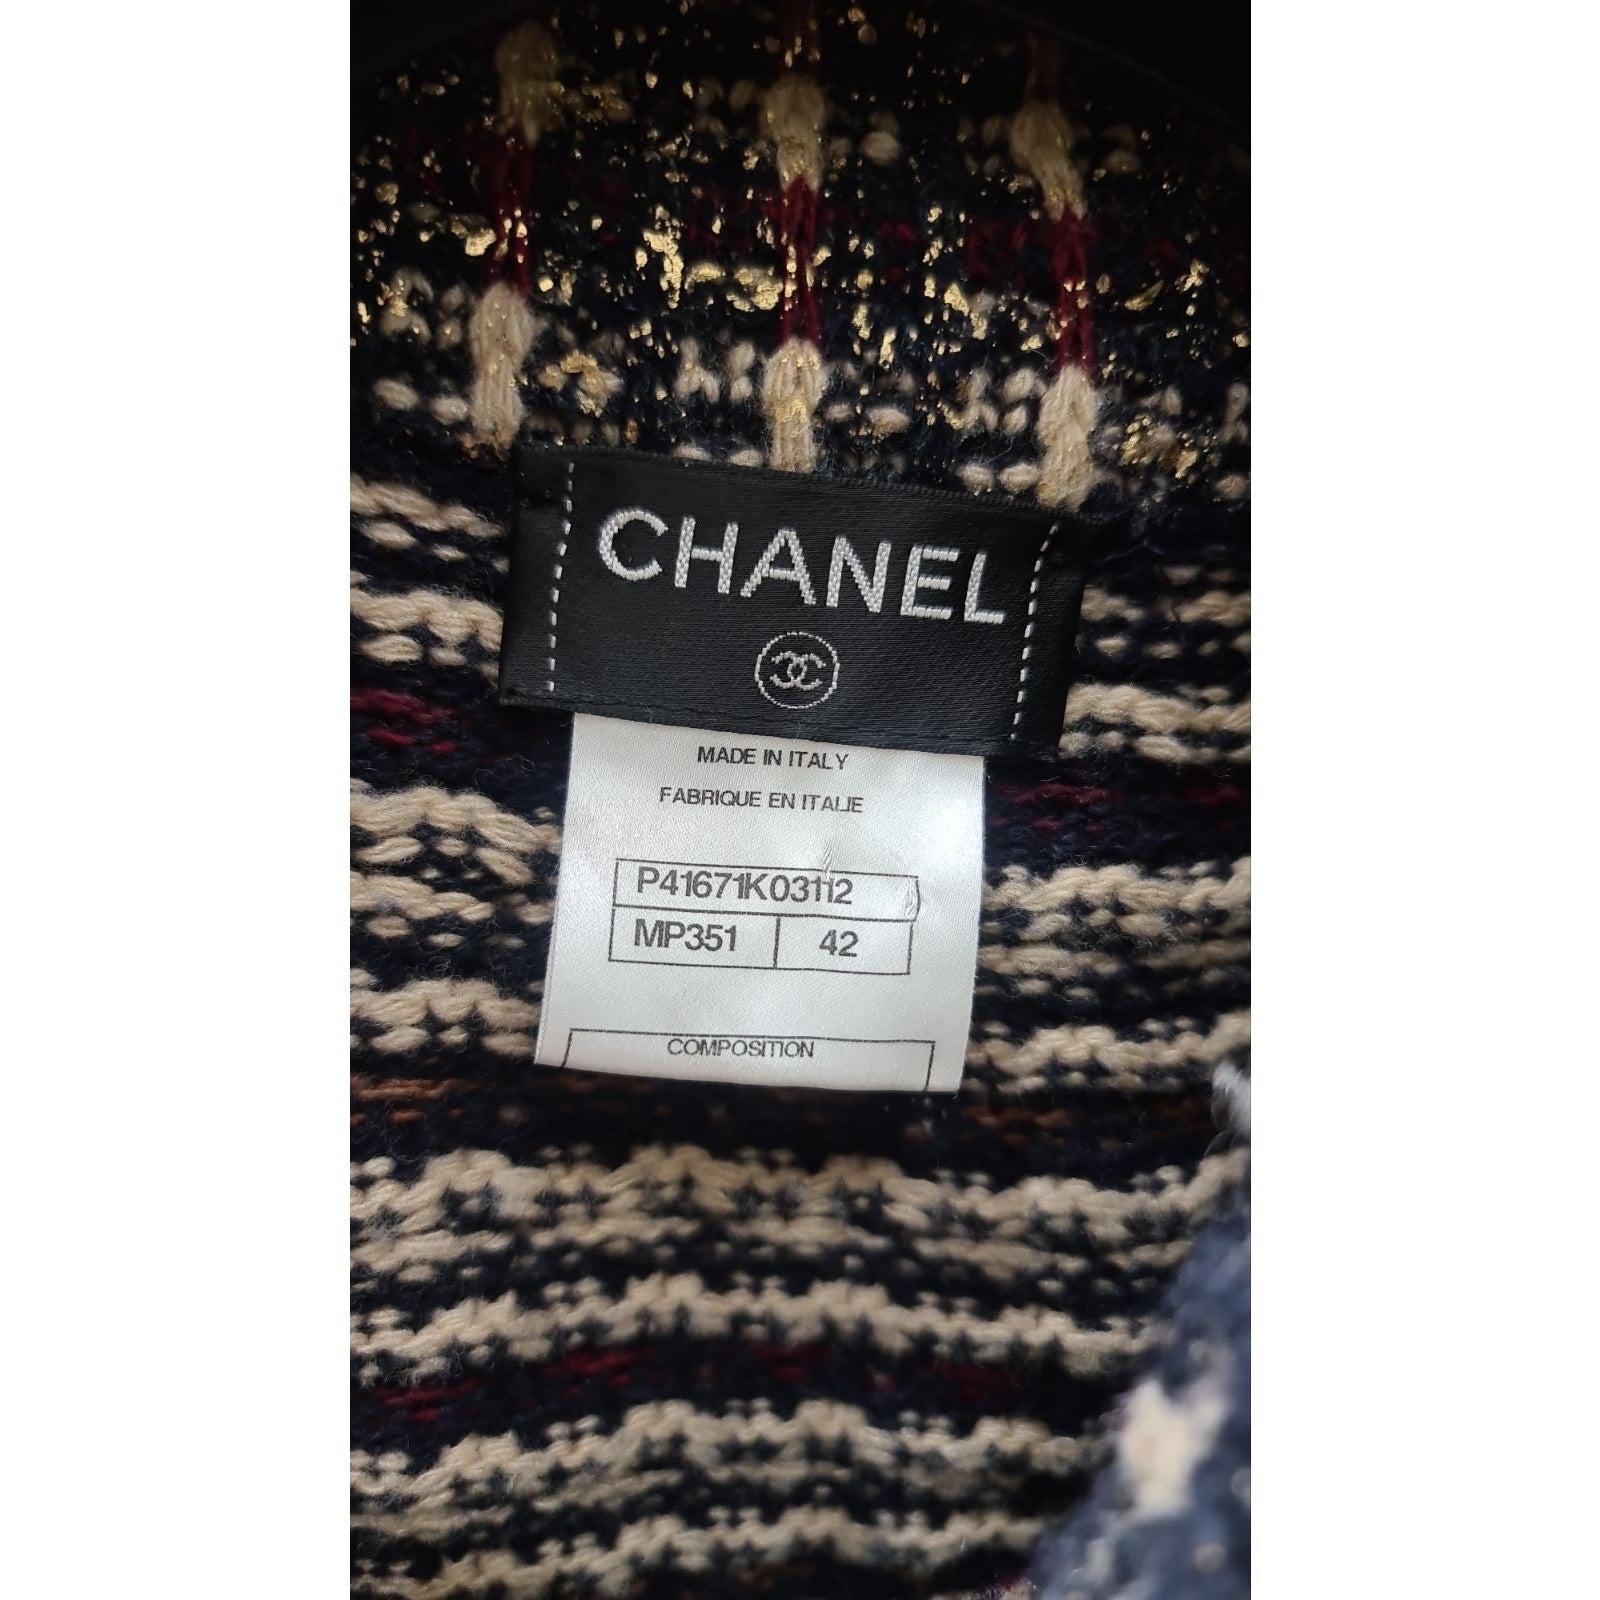 CHANEL
MADE IN ITALY
FABRIQUE EN ITALIE
P41671K03112
MP351 42
COMPOSITION